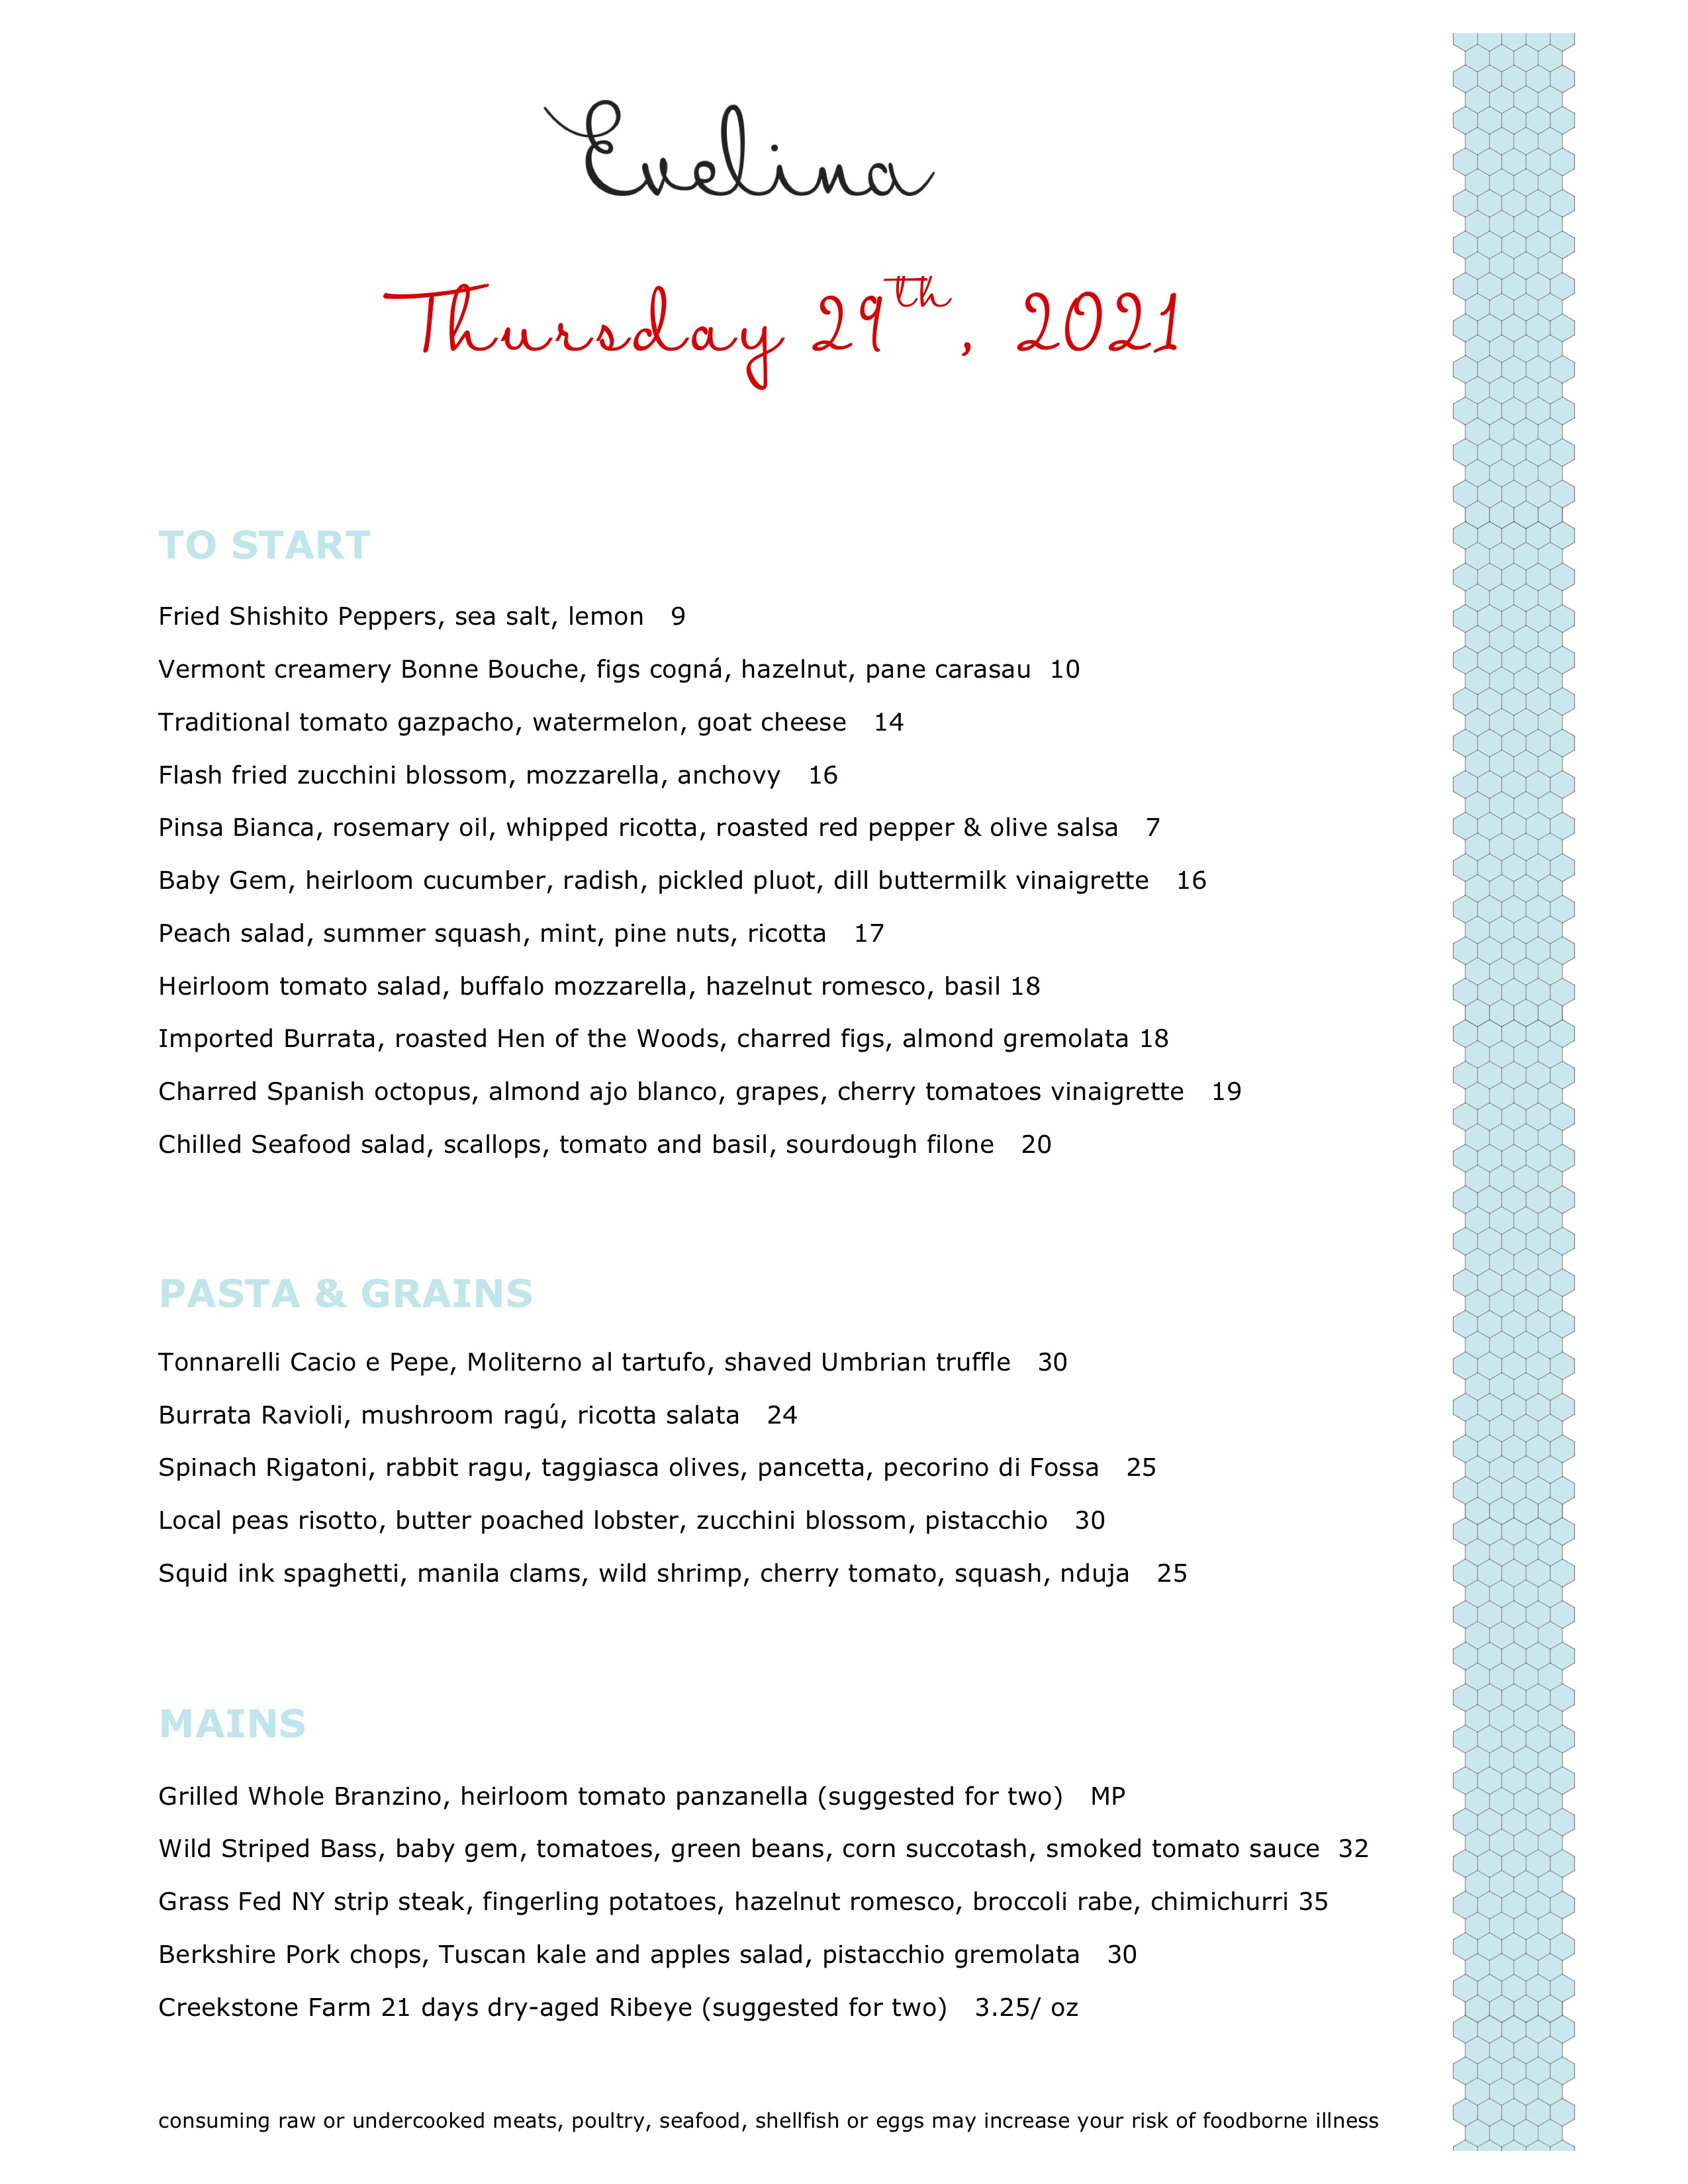 Evelina
Thursday 29th, 2021
TO START
Fried Shishito Peppers, sea salt, lemon 9
Vermont creamery Bonne Bouche, figs cogná, hazelnut, pane carasau 10
Traditional tomato gazpacho, watermelon, goat cheese 14
Flash fried zucchini blossom, mozzarella, anchovy 16
Pinsa Bianca, rosemary oil, whipped ricotta, roasted red pepper & olive salsa 7
Baby Gem, heirloom cucumber, radish, pickled pluot, dill buttermilk vinaigrette 16
Peach salad, summer squash, mint, pine nuts, ricotta 17
Heirloom tomato salad, buffalo mozzarella, hazelnut romesco, basil 18
Imported Burrata, roasted Hen of the Woods, charred figs, almond gremolata 18
Charred Spanish octopus, almond ajo blanco, grapes, cherry tomatoes vinaigrette 19
Chilled Seafood salad, scallops, tomato and basil, sourdough filone 20
PASTA & GRAINS
Tonnarelli Cacio e Pepe, Moliterno al tartufo, shaved Umbrian truffle 30
Burrata Ravioli, mushroom ragú, ricotta salata 24
Spinach Rigatoni, rabbit ragu, taggiasca olives, pancetta, pecorino di Fossa 25
Local peas risotto, butter poached lobster, zucchini blossom, pistacchio 30
Squid ink spaghetti, manila clams, wild shrimp, cherry tomato, squash, nduja 25
MAINS
Grilled Whole Branzino, heirloom tomato panzanella (suggested for two) MP
Wild Striped Bass, baby gem, tomatoes, green beans, corn succotash, smoked tomato sauce 32
Grass Fed NY strip steak, fingerling potatoes, hazelnut romesco, broccoli rabe, chimichurri 35
Berkshire Pork chops, Tuscan kale and apples salad, pistacchio gremolata 30
Creekstone Farm 21 days dry-aged Ribeye (suggested for two) 3.25/ oz
consuming raw or undercooked meats, poultry, seafood, shellfish or eggs may increase your risk of foodborne illness